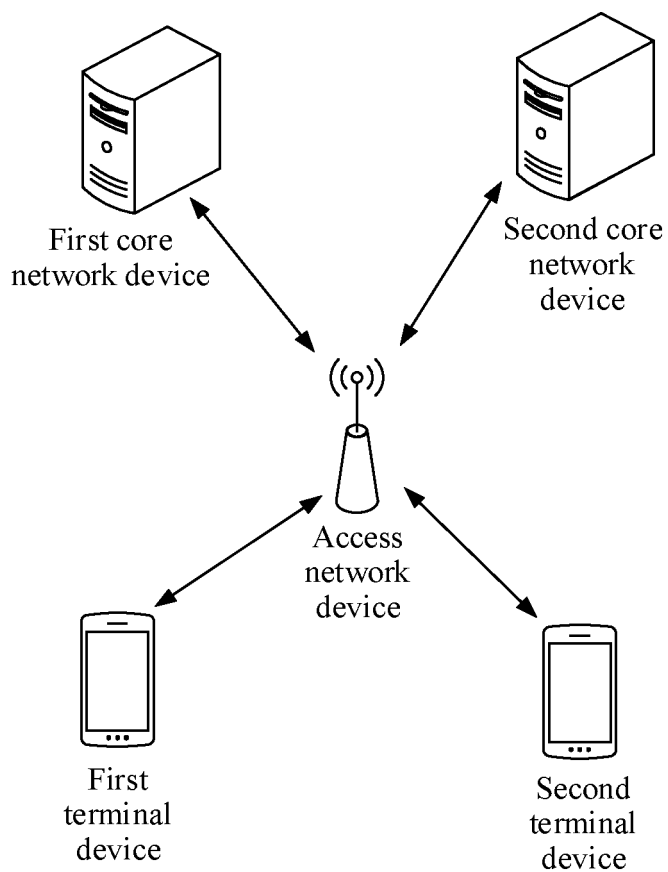 First core
network device
Second core
network
device
Access
network
device
First
terminal
device
Second
terminal
device